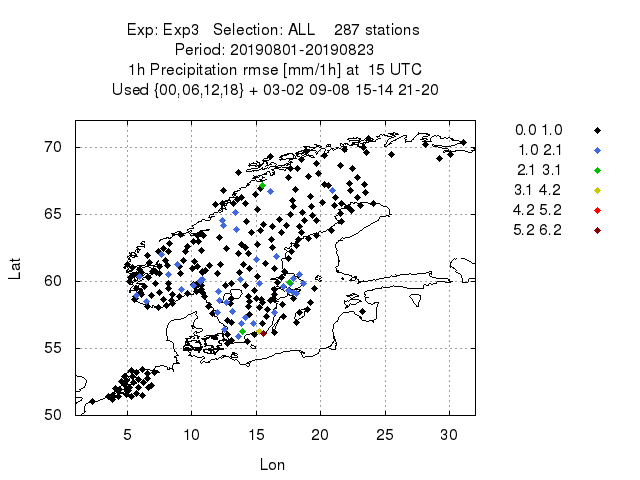 Exp: Exp3   Selection: ALL    287 stations
Period: 20190801-20190823
1h Precipitation rmse [mm/1h] at  15 UTC
Used {00,06,12,18} + 03-02 09-08 15-14 21-20
70
65
60
55
50
Lat
5 10 15 20 25 30
Lon
0.0 1.0
1.0 2.1
2.1 3.1
3.1 4.2
4.2 5.2
5.2 6.2